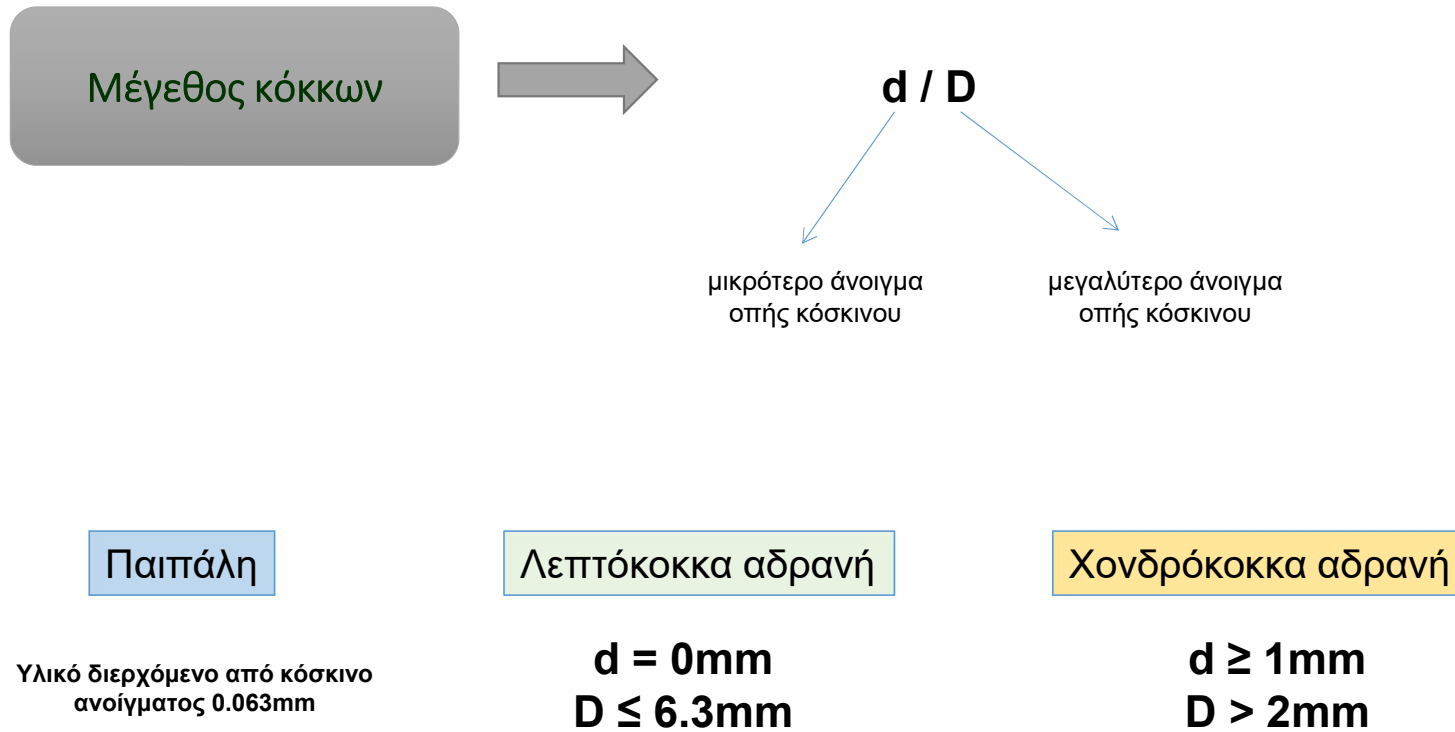 Μέγεθος κόκκων
d / D
μικρότερο άνοιγμα
οπής κόσκινου
μεγαλύτερο άνοιγμα
οπής κόσκινου
Παιπάλη
Υλικό διερχόμενο από κόσκινο
ανοίγματος 0.063mm
Λεπτόκοκκα αδρανή
d = 0mm
D ≤ 6.3mm
Χονδρόκοκκα αδρανή
d ≥ 1mm
D > 2mm